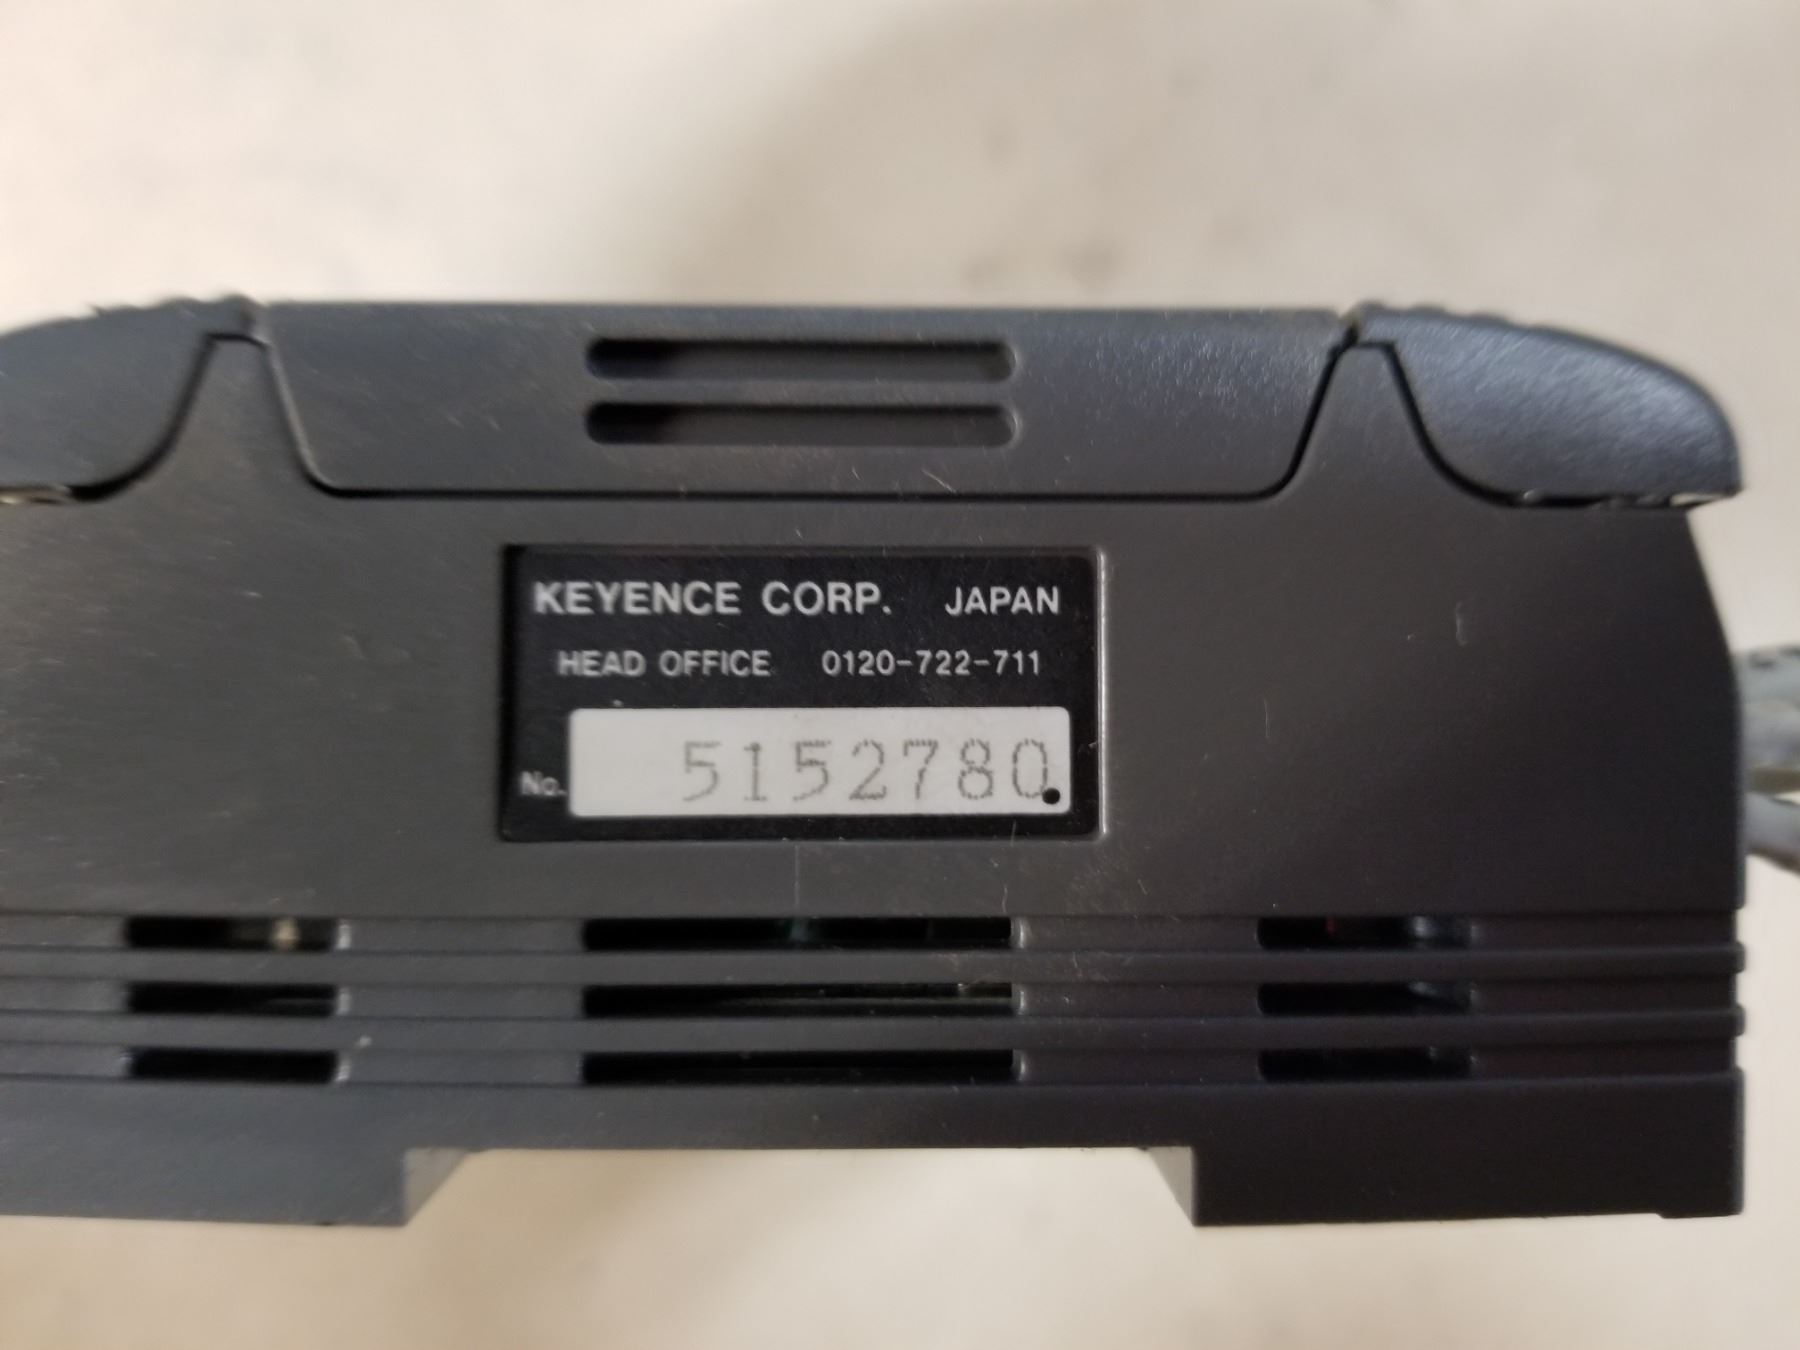 KEYENCE CORP. JAPAN
HEAD OFFICE 0120-722-711
No. 5152780